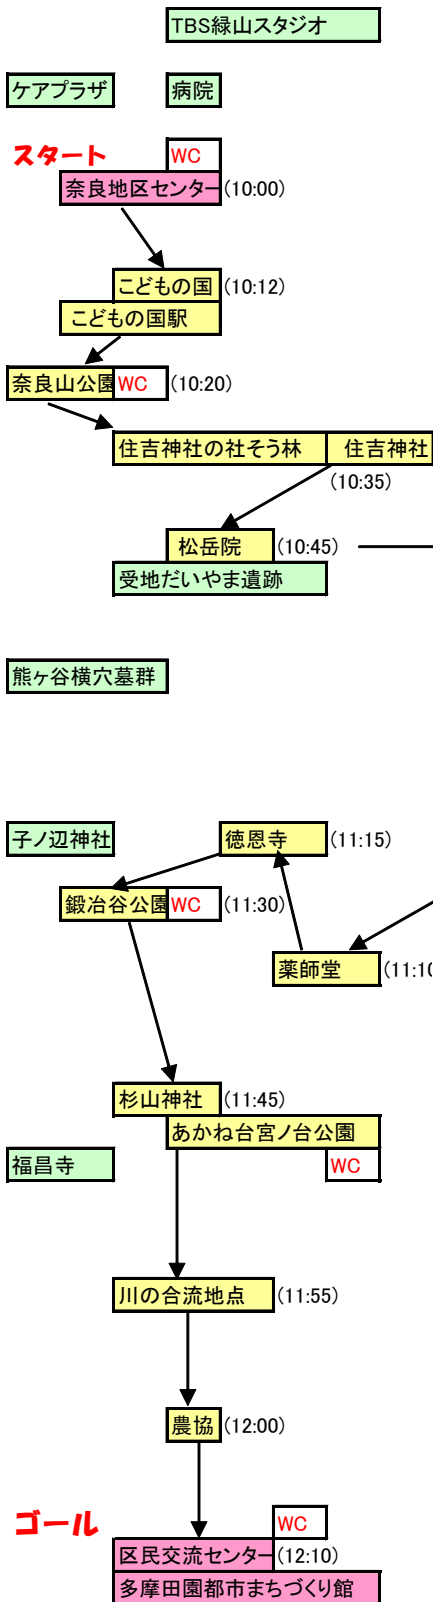 TBS緑山スタジオ
ケアプラザ 病院
スタート WC
奈良地区センター (10:00)
こどもの国 (10:12)
こどもの国駅
奈良山公園 WC (10:20)
住吉神社の社そう林 住吉神社
(10:35)
松岳院 (10:45)
受地だいやま遺跡
熊ヶ谷横穴墓群
子ノ辺神社 徳恩寺 (11:15)
鍛冶谷公園 WC (11:30)
薬師堂 (11:10
杉山神社 (11:45)
あかね台宮ノ台公園
福昌寺 WC
川の合流地点 (11:55)
農協 (12:00)
ゴール WC
区民交流センター (12:10)
多摩田園都市まちづくり館